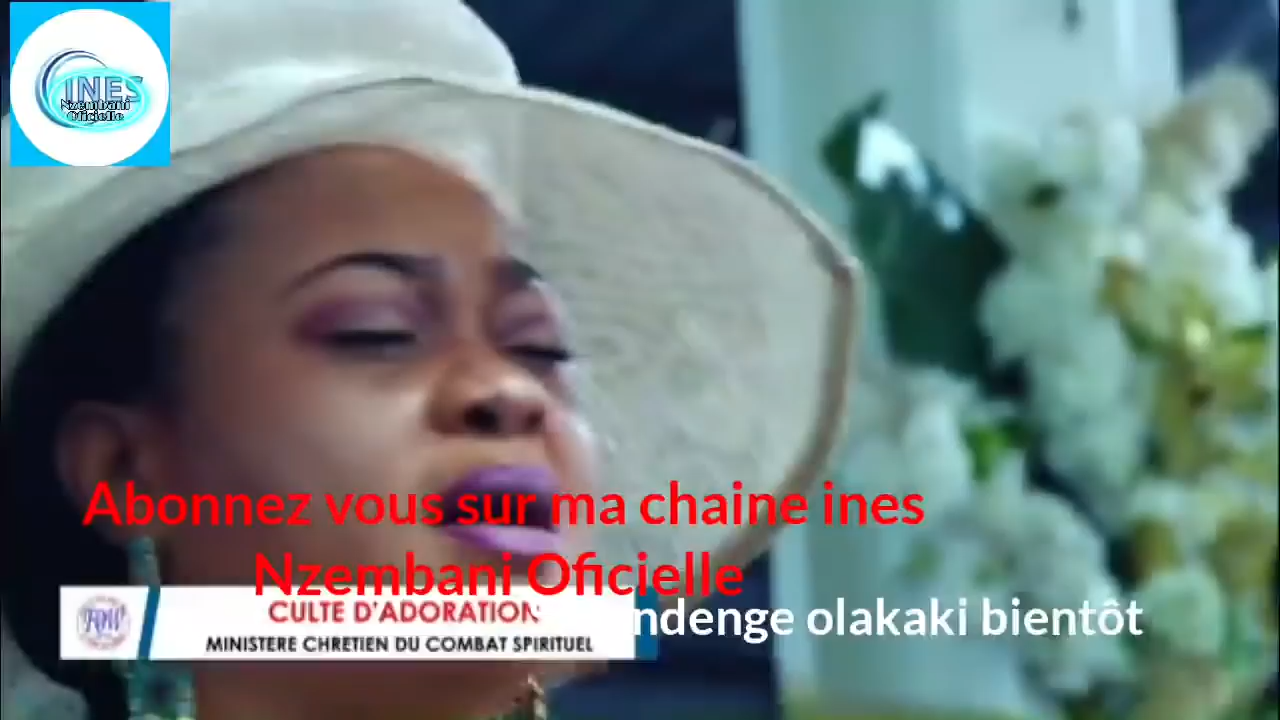 INES
Nzembani
Oficielle
Abonnez vous sur ma chaine ines
Nzembani Oficielle
CULTE D'ADORATION
ndenge olakaki bientôt
MINISTERE CHRETIEN DU COMBAT SPIRITUEL